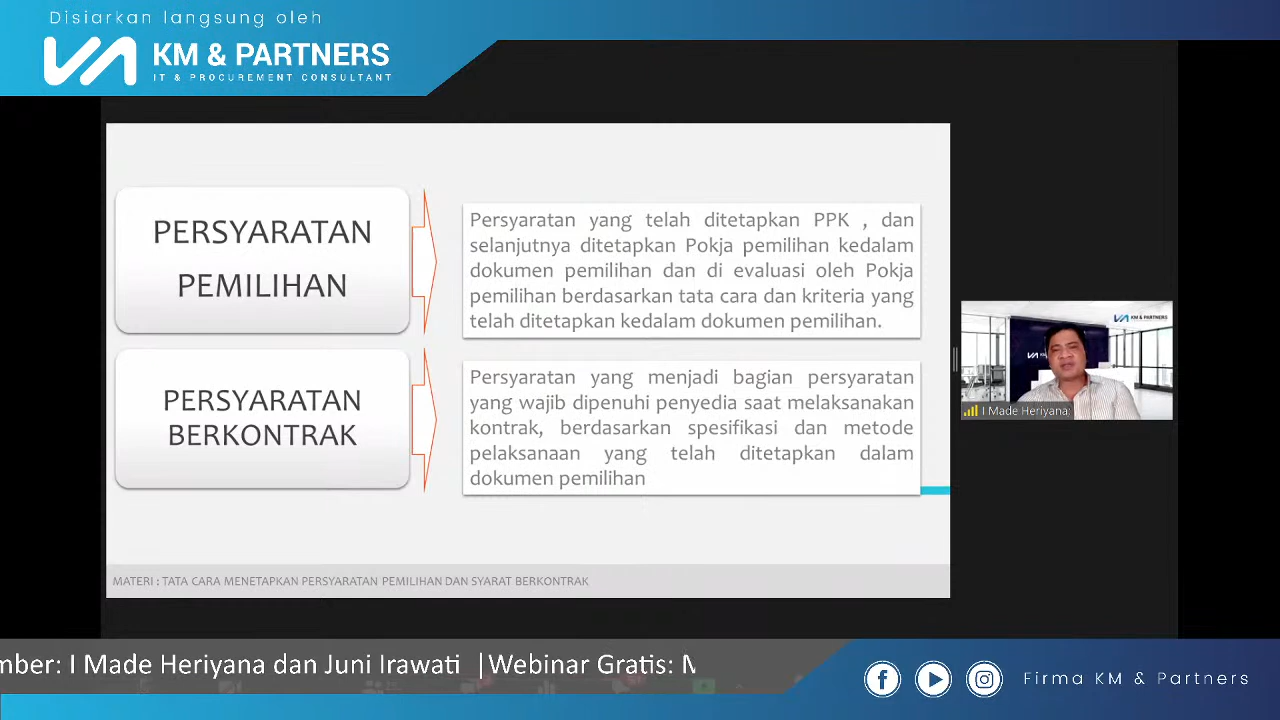 Disiarkan langsung oleh
KM & PARTNERS
IT & PROCUREMENT CONSULTANT
PERSYARATAN
PEMILIHAN
Persyaratan yang telah ditetapkan PPK , dan
selanjutnya ditetapkan Pokja pemilihan kedalam
dokumen pemilihan dan di evaluasi oleh Pokja
pemilihan berdasarkan tata cara dan kriteria yang
telah ditetapkan kedalam dokumen pemilihan.
PERSYARATAN
BERKONTRAK
Persyaratan yang menjadi bagian persyaratan
yang wajib dipenuhi penyedia saat melaksanakan
kontrak, berdasarkan spesifikasi dan metode
pelaksanaan yang telah ditetapkan dalam
dokumen pemilihan
MATERI : TATA CARA MENETAPKAN PERSYARATAN PEMILIHAN DAN SYARAT BERKONTRAK
KM & PARTNERS
I Made Heriyana
mber: I Made Heriyana dan Juni Irawati |Webinar Gratis: M
Firma KM & Partners